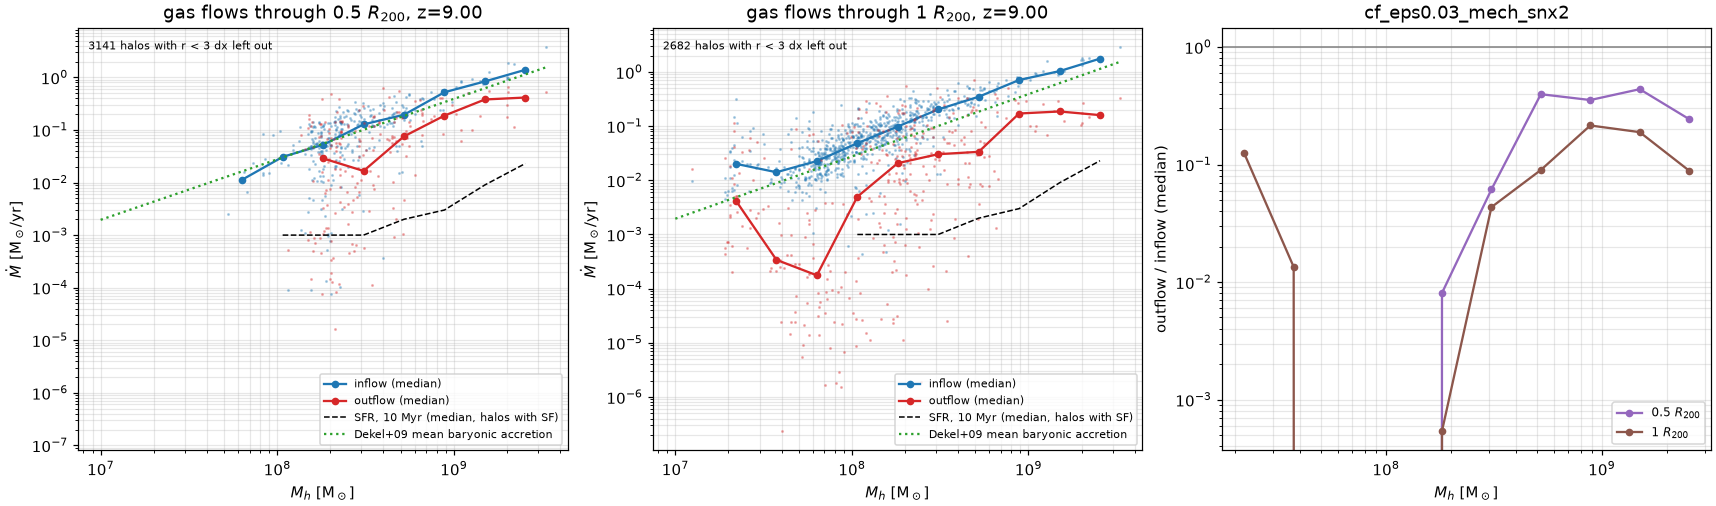 gas flows through 0.5 R₂₀₀, z=9.00
3141 halos with r < 3 dx left out
10⁰
10⁻¹
10⁻²
10⁻³
10⁻⁴
10⁻⁵
10⁻⁶
10⁻⁷
Ṁ [M⊙/yr]
inflow (median)
outflow (median)
SFR, 10 Myr (median, halos with SF)
Dekel+09 mean baryonic accretion
10⁷
10⁸
10⁹
M_h [M⊙]
gas flows through 1 R₂₀₀, z=9.00
2682 halos with r < 3 dx left out
10⁰
10⁻¹
10⁻²
10⁻³
10⁻⁴
10⁻⁵
10⁻⁶
Ṁ [M⊙/yr]
inflow (median)
outflow (median)
SFR, 10 Myr (median, halos with SF)
Dekel+09 mean baryonic accretion
10⁷
10⁸
10⁹
M_h [M⊙]
cf_eps0.03_mech_snx2
10⁰
10⁻¹
10⁻²
10⁻³
outflow / inflow (median)
0.5 R₂₀₀
1 R₂₀₀
10⁸
10⁹
M_h [M⊙]